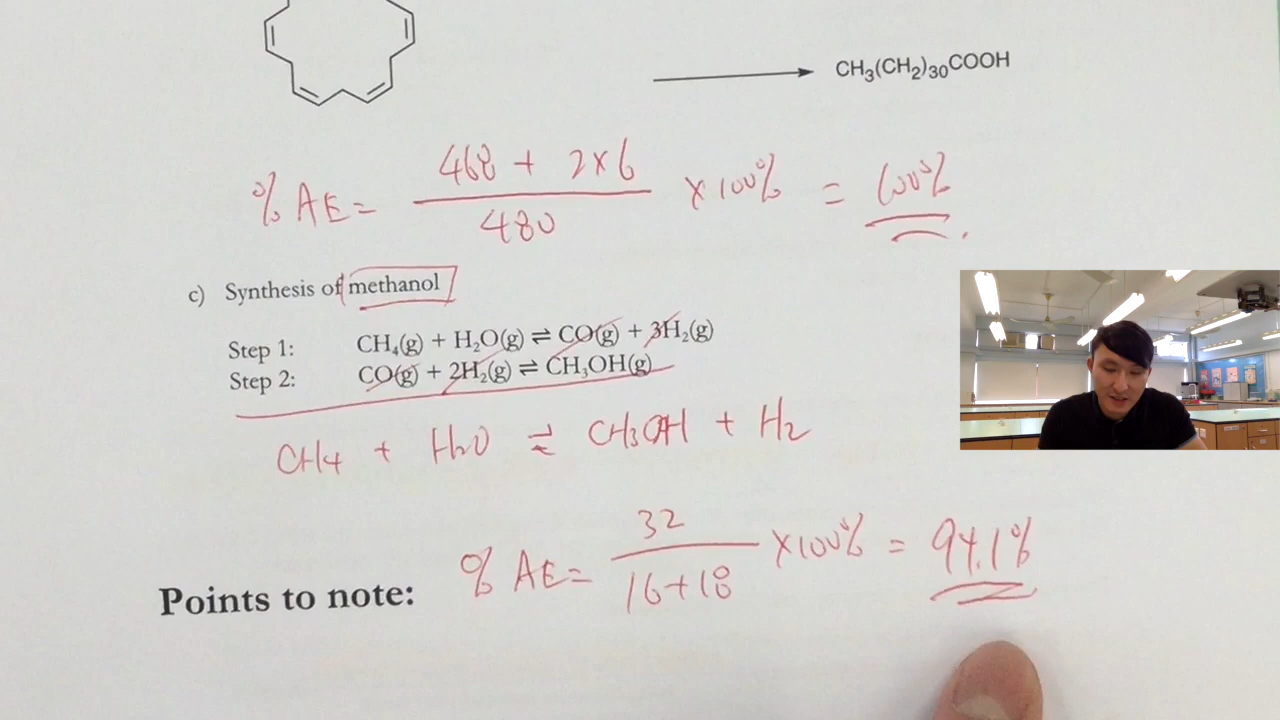 CH₃(CH₂)₃₀COOH
% AE = 468 + 2×6 / 480 × 100% = 100%
c) Synthesis of methanol
Step 1: CH₄(g) + H₂O(g) ⇌ CO(g) + 3H₂(g)
Step 2: CO(g) + 2H₂(g) ⇌ CH₃OH(g)
CH4 + H2O ⇌ CH3OH + H2
% AE = 32 / 16+18 × 100% = 94.1%
Points to note: